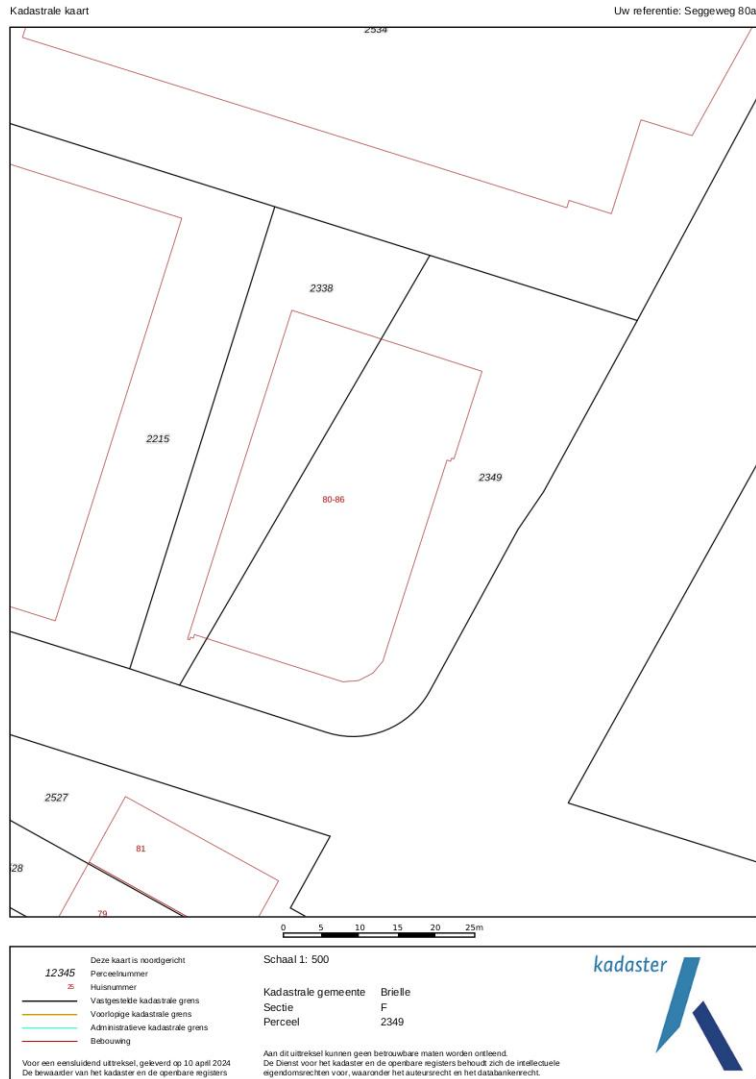 Kadastrale kaart
Uw referentie: Seggeweg 80a
2534
2338
2215
2349
80-86
2527
81
28
79
0 5 10 15 20 25m
Deze kaart is noordgericht
12345 Perceelnummer
25 Huisnummer
Vastgestelde kadastrale grens
Voorlopige kadastrale grens
Administratieve kadastrale grens
Bebouwing
Voor een eensluidend uittreksel, geleverd op 10 april 2024
De bewaarder van het kadaster en de openbare registers
Schaal 1: 500
Kadastrale gemeente Brielle
Sectie F
Perceel 2349
Aan dit uittreksel kunnen geen betrouwbare maten worden ontleend.
De Dienst voor het kadaster en de openbare registers behoudt zich de intellectuele
eigendomsrechten voor, waaronder het auteursrecht en het databankenrecht.
kadaster